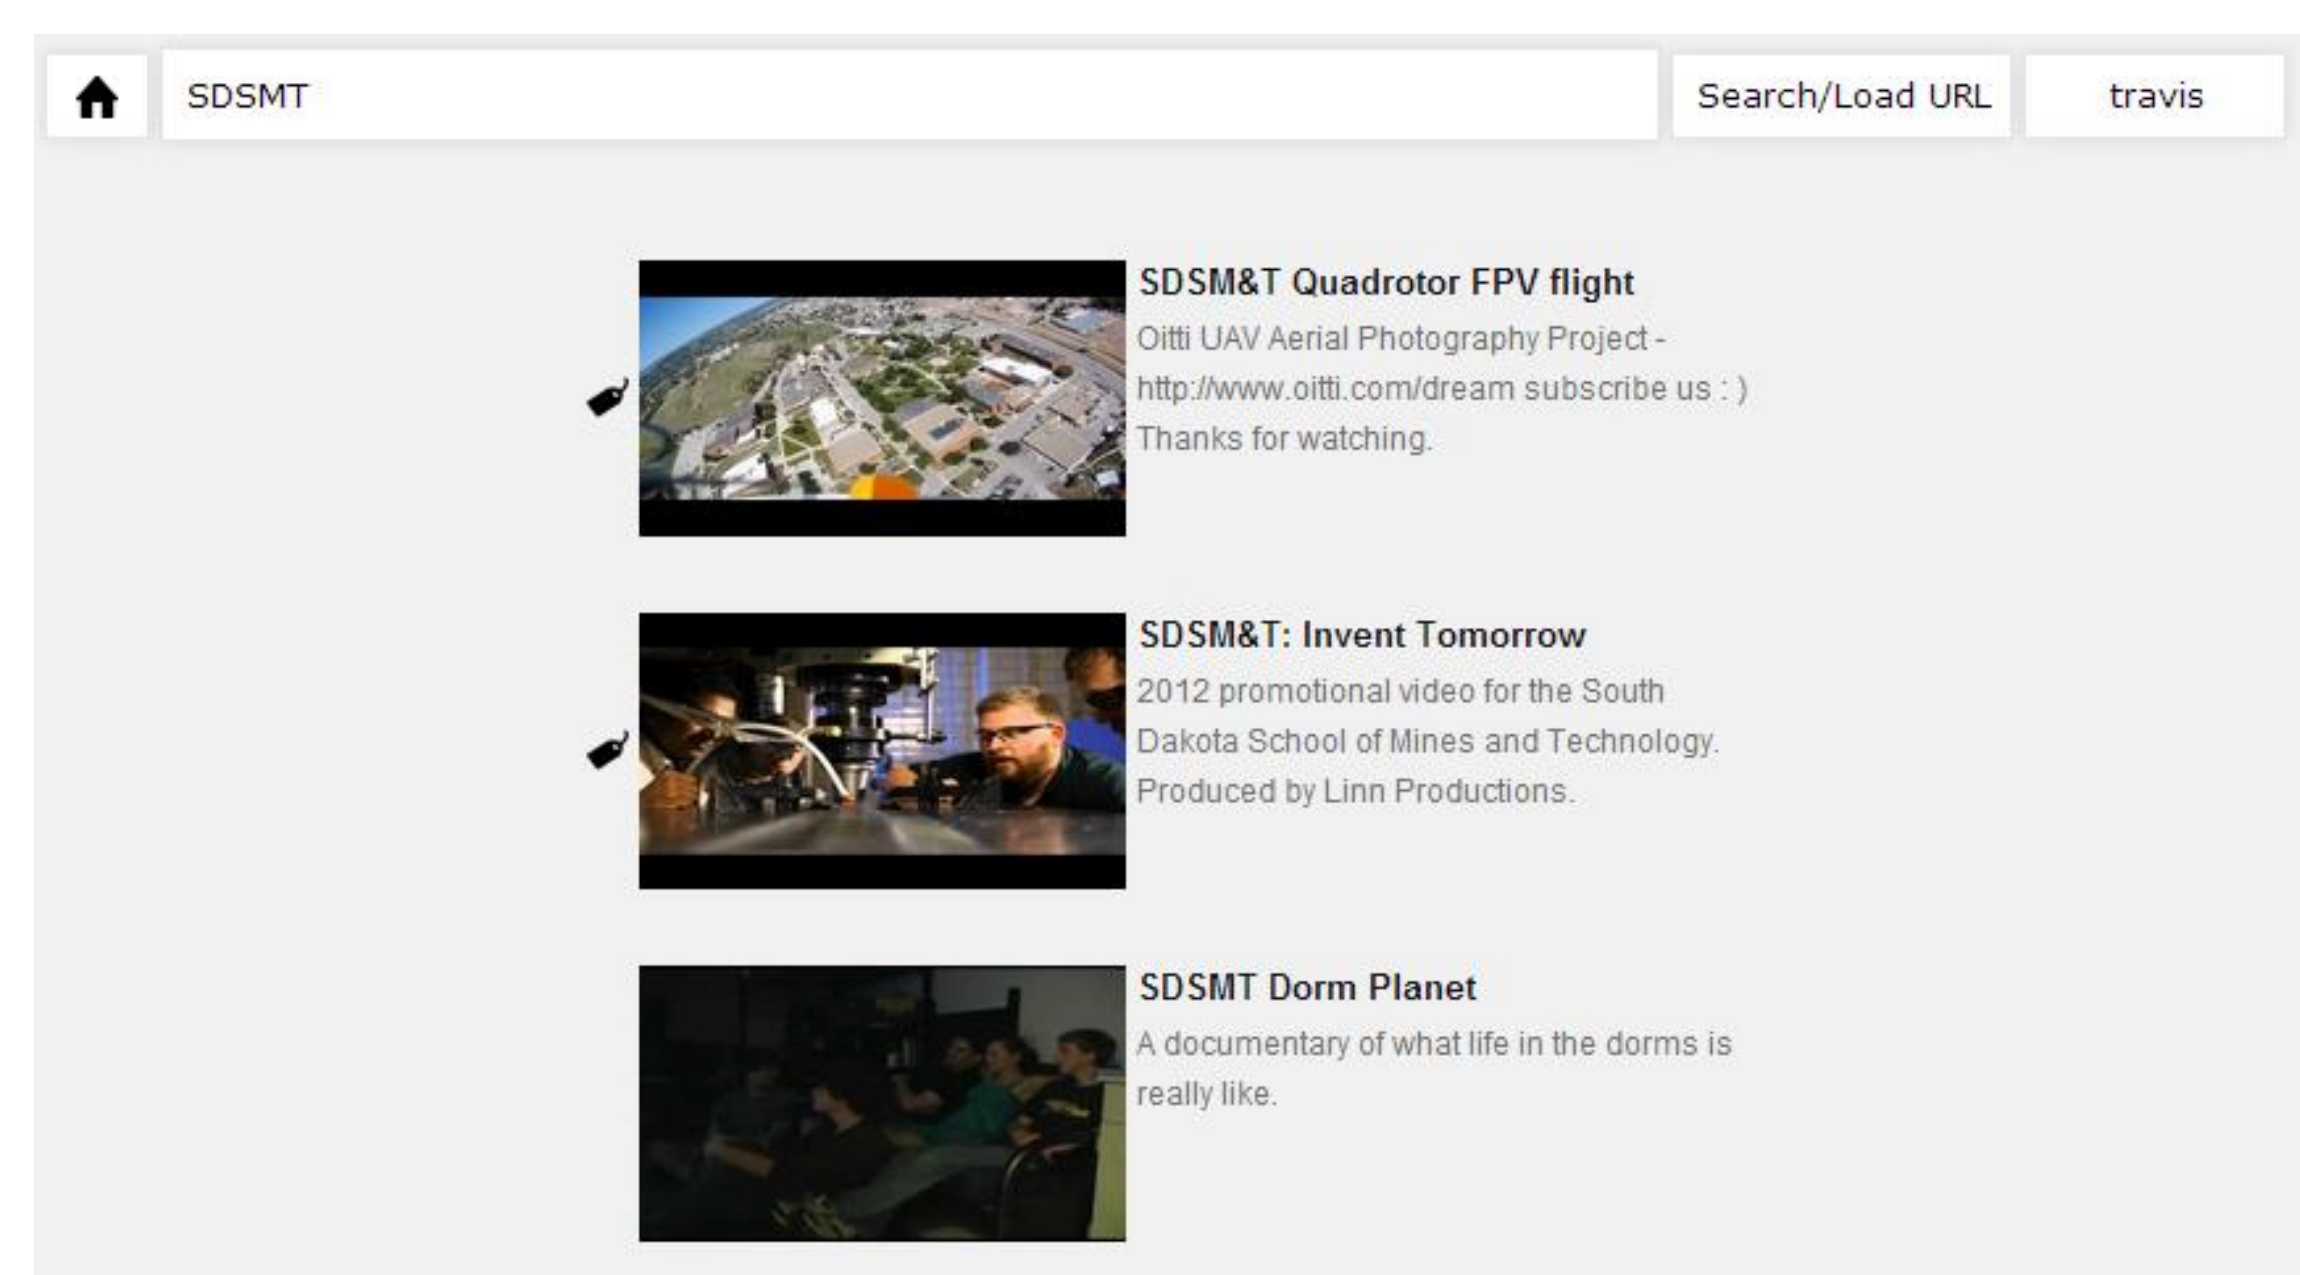 SDSMT
Search/Load URL
travis
SDSM&T Quadrotor FPV flight
Oitti UAV Aerial Photography Project -
http://www.oitti.com/dream subscribe us : )
Thanks for watching.
SDSM&T: Invent Tomorrow
2012 promotional video for the South
Dakota School of Mines and Technology.
Produced by Linn Productions.
SDSMT Dorm Planet
A documentary of what life in the dorms is
really like.